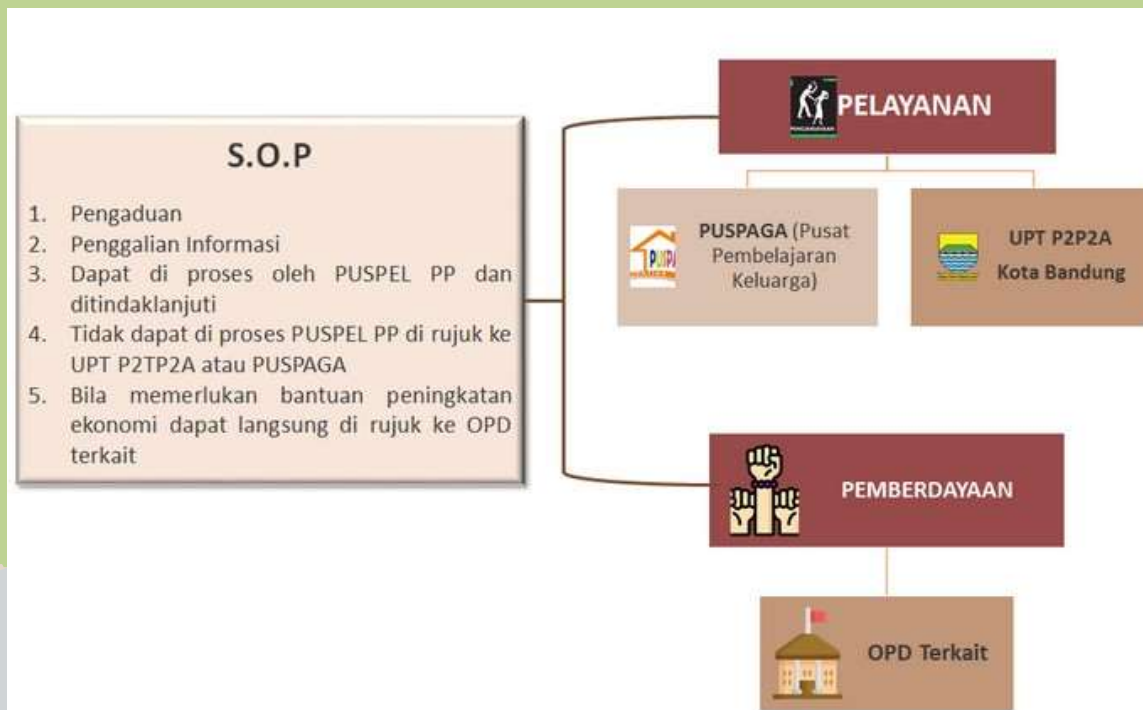 S.O.P
1. Pengaduan
2. Penggalian Informasi
3. Dapat di proses oleh PUSPEL PP dan
ditindaklanjuti
4. Tidak dapat di proses PUSPEL PP di rujuk ke
UPT P2TP2A atau PUSPAGA
5. Bila memerlukan bantuan peningkatan
ekonomi dapat langsung di rujuk ke OPD
terkait
PELAYANAN
PUSPAGA (Pusat
Pembelajaran
Keluarga)
UPT P2P2A
Kota Bandung
PEMBERDAYAAN
OPD Terkait